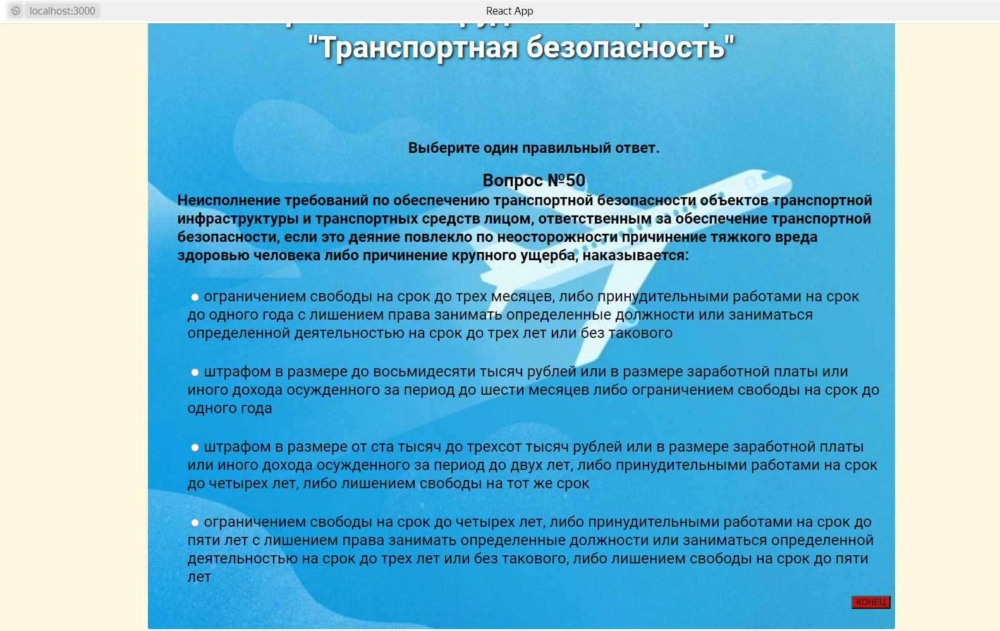 localhost:3000
React App
"Транспортная безопасность"
Выберите один правильный ответ.
Вопрос №50
Неисполнение требований по обеспечению транспортной безопасности объектов транспортной
инфраструктуры и транспортных средств лицом, ответственным за обеспечение транспортной
безопасности, если это деяние повлекло по неосторожности причинение тяжкого вреда
здоровью человека либо причинение крупного ущерба, наказывается:
ограничением свободы на срок до трех месяцев, либо принудительными работами на срок
до одного года с лишением права занимать определенные должности или заниматься
определенной деятельностью на срок до трех лет или без такового
штрафом в размере до восьмидесяти тысяч рублей или в размере заработной платы или
иного дохода осужденного за период до шести месяцев либо ограничением свободы на срок до
одного года
штрафом в размере от ста тысяч до трехсот тысяч рублей или в размере заработной платы
или иного дохода осужденного за период до двух лет, либо принудительными работами на срок
до четырех лет, либо лишением свободы на тот же срок
ограничением свободы на срок до четырех лет, либо принудительными работами на срок до
пяти лет с лишением права занимать определенные должности или заниматься определенной
деятельностью на срок до трех лет или без такового, либо лишением свободы на срок до пяти
лет
КОНЕЦ